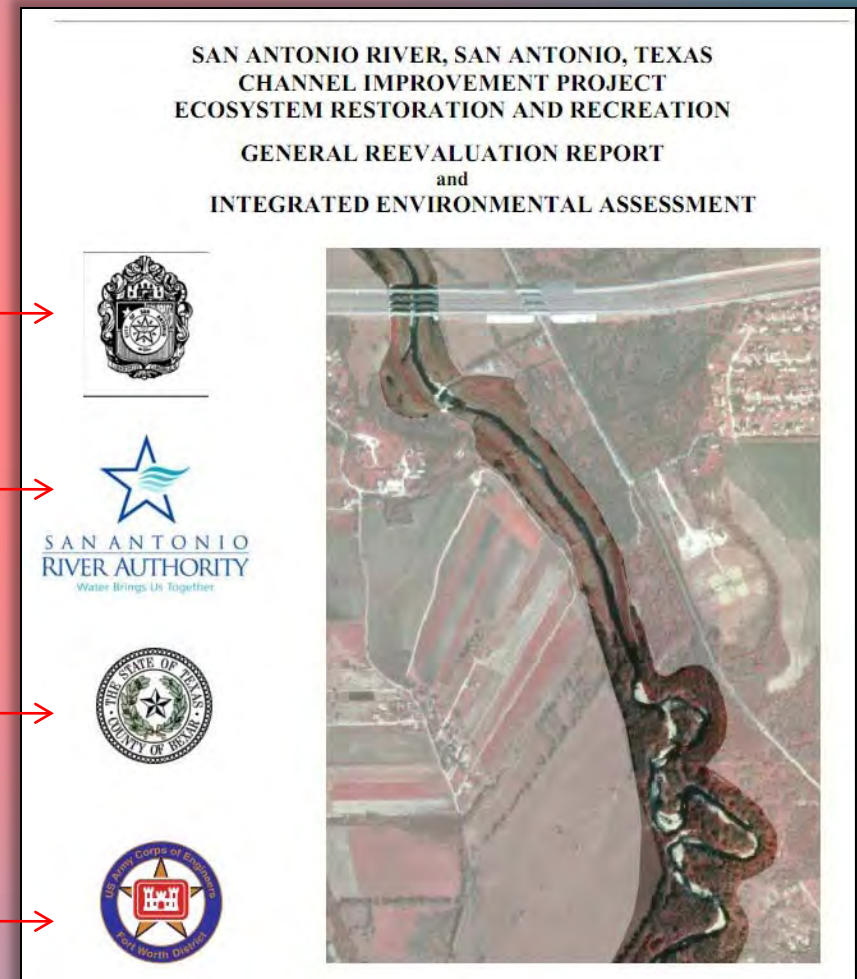 SAN ANTONIO RIVER, SAN ANTONIO, TEXAS
CHANNEL IMPROVEMENT PROJECT
ECOSYSTEM RESTORATION AND RECREATION
GENERAL REEVALUATION REPORT
and
INTEGRATED ENVIRONMENTAL ASSESSMENT
SAN ANTONIO
RIVER AUTHORITY
Water Brings Us Together
THE STATE OF TEXAS
COUNTY OF BEXAR
US Army Corps of Engineers
Fort Worth District